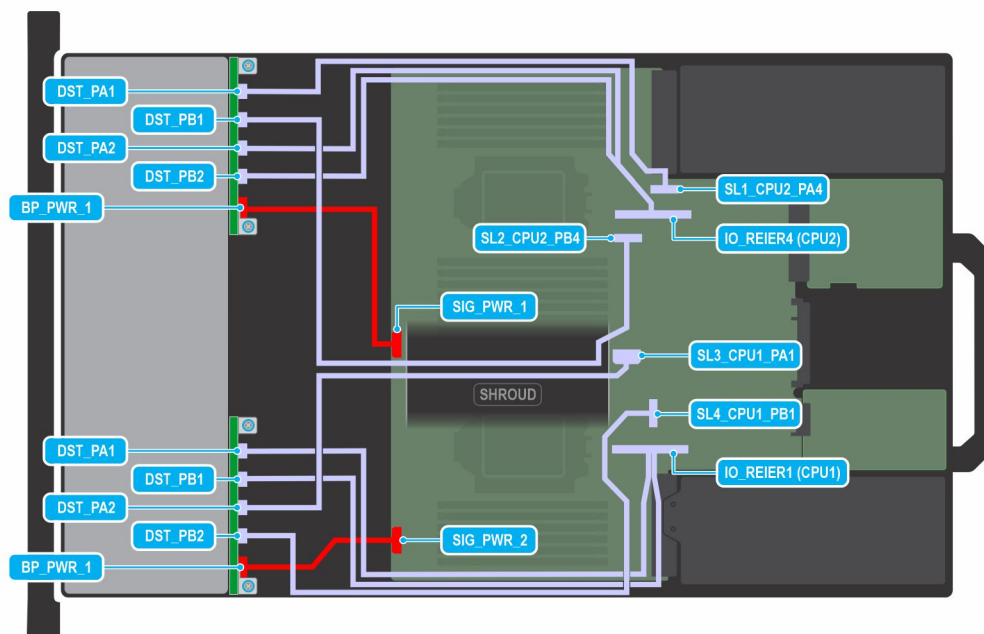 DST_PA1
DST_PB1
DST_PA2
DST_PB2
BP_PWR_1
SL1_CPU2_PA4
SL2_CPU2_PB4
IO_REIER4 (CPU2)
SIG_PWR_1
SL3_CPU1_PA1
SHROUD
SL4_CPU1_PB1
DST_PA1
DST_PB1
DST_PA2
DST_PB2
BP_PWR_1
IO_REIER1 (CPU1)
SIG_PWR_2